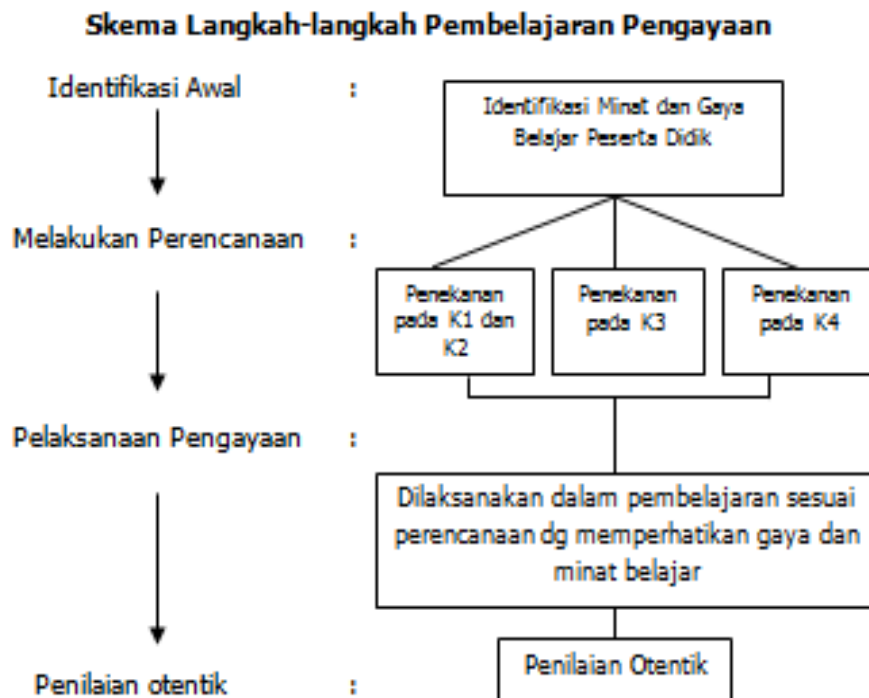 Skema Langkah-langkah Pembelajaran Pengayaan
Identifikasi Awal :
Identifikasi Minat dan Gaya
Belajar Peserta Didik
Melakukan Perencanaan :
Penekanan
pada K1 dan
K2
Penekanan
pada K3
Penekanan
pada K4
Pelaksanaan Pengayaan :
Dilaksanakan dalam pembelajaran sesuai
perencanaan dg memperhatikan gaya dan
minat belajar
Penilaian otentik :
Penilaian Otentik